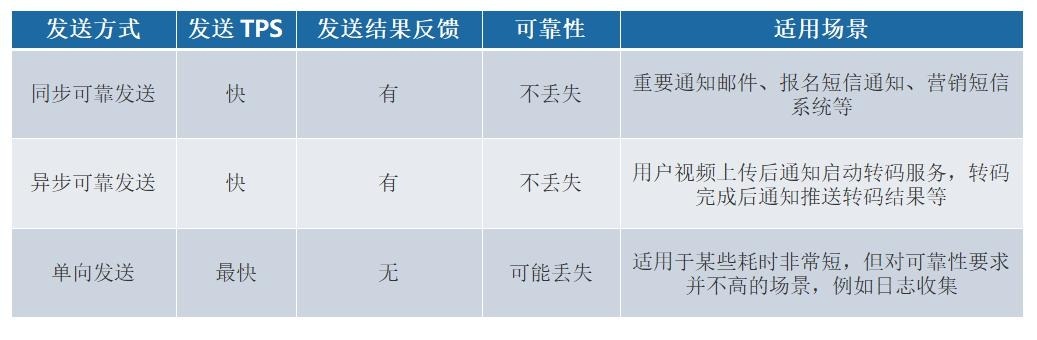 发送方式 发送 TPS 发送结果反馈 可靠性 适用场景
同步可靠发送 快 有 不丢失 重要通知邮件、报名短信通知、营销短信
系统等
异步可靠发送 快 有 不丢失 用户视频上传后通知启动转码服务，转码
完成后通知推送转码结果等
单向发送 最快 无 可能丢失 适用于某些耗时非常短，但对可靠性要求
并不高的场景，例如日志收集